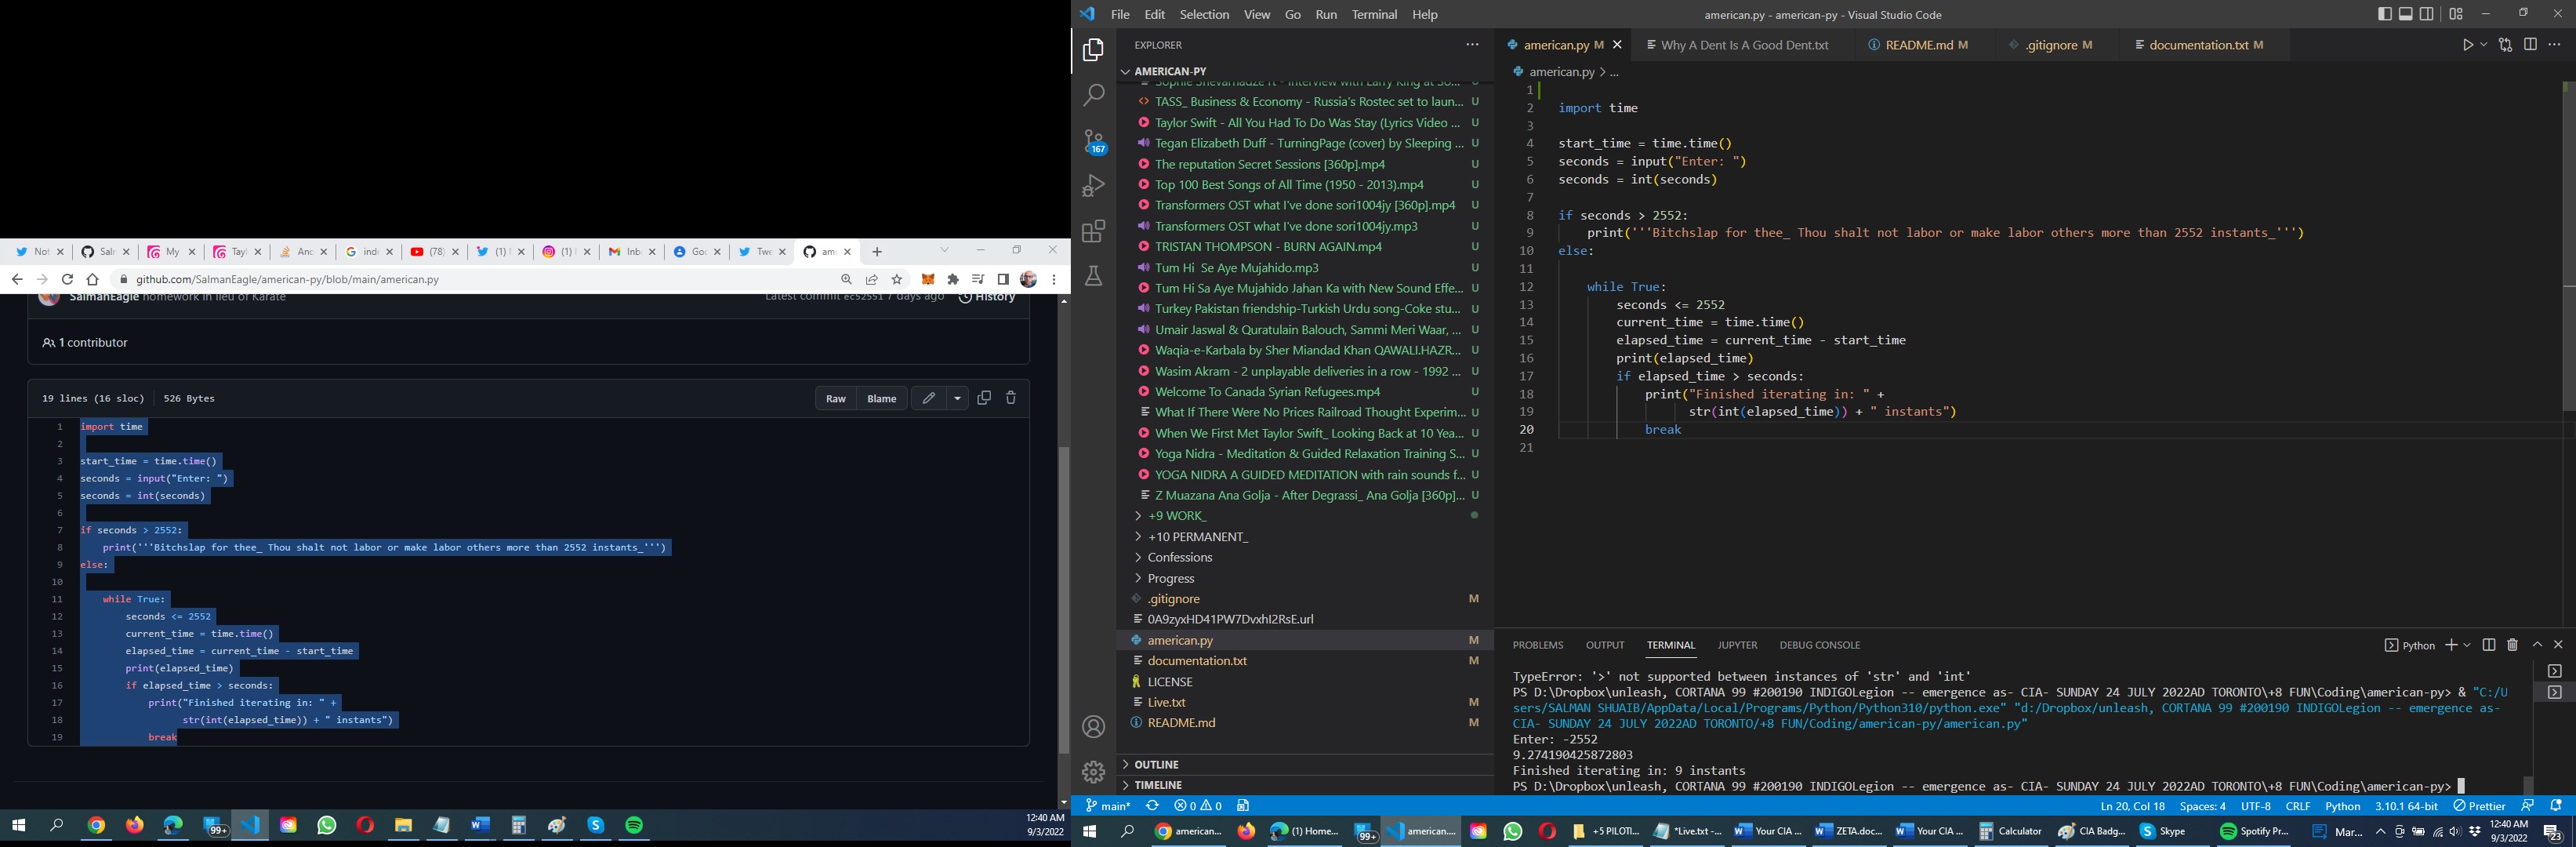 Not
Salr
My
Tayl
Anc
G inde
(78)
(1) I
(1)
Inb
Goo
Twe
am
github.com/SalmanEagle/american-py/blob/main/american.py
SalmanEagle homework in lieu of Karate
Latest commit ec52551 7 days ago
History
1 contributor
19 lines (16 sloc)
526 Bytes
Raw
Blame
1 import time
2
3 start_time = time.time()
4 seconds = input("Enter: ")
5 seconds = int(seconds)
6
7 if seconds > 2552:
8 print('''Bitchslap for thee_ Thou shalt not labor or make labor others more than 2552 instants_''')
9 else:
10
11 while True:
12 seconds <= 2552
13 current_time = time.time()
14 elapsed_time = current_time - start_time
15 print(elapsed_time)
16 if elapsed_time > seconds:
17 print("Finished iterating in: " +
18 str(int(elapsed_time)) + " instants")
19 break
99+
12:40 AM
9/3/2022
File Edit Selection View Go Run Terminal Help
american.py - american-py - Visual Studio Code
EXPLORER
AMERICAN-PY
167
TASS_ Business & Economy - Russia's Rostec set to laun... U
Taylor Swift - All You Had To Do Was Stay (Lyrics Video ... U
Tegan Elizabeth Duff - TurningPage (cover) by Sleeping ... U
The reputation Secret Sessions [360p].mp4 U
Top 100 Best Songs of All Time (1950 - 2013).mp4 U
Transformers OST what I've done sori1004jy [360p].mp4 U
Transformers OST what I've done sori1004jy.mp3 U
TRISTAN THOMPSON - BURN AGAIN.mp4 U
Tum Hi Se Aye Mujahido.mp3 U
Tum Hi Sa Aye Mujahido Jahan Ka with New Sound Effe... U
Turkey Pakistan friendship-Turkish Urdu song-Coke stu... U
Umair Jaswal & Quratulain Balouch, Sammi Meri Waar, ... U
Waqia-e-Karbala by Sher Miandad Khan QAWALI.HAZR... U
Wasim Akram - 2 unplayable deliveries in a row - 1992 ... U
Welcome To Canada Syrian Refugees.mp4 U
What If There Were No Prices Railroad Thought Experim... U
When We First Met Taylor Swift_ Looking Back at 10 Yea... U
Yoga Nidra - Meditation & Guided Relaxation Training S... U
YOGA NIDRA A GUIDED MEDITATION with rain sounds f... U
Z Muazana Ana Golja - After Degrassi_ Ana Golja [360p]... U
+9 WORK_
+10 PERMANENT_
Confessions
Progress
.gitignore M
0A9zyxHD41PW7DvxhI2RsE.url
american.py M
documentation.txt M
LICENSE
Live.txt M
README.md M
OUTLINE
TIMELINE
american.py M
Why A Dent Is A Good Dent.txt
README.md M
.gitignore M
documentation.txt M
american.py > ...
1
2 import time
3
4 start_time = time.time()
5 seconds = input("Enter: ")
6 seconds = int(seconds)
7
8 if seconds > 2552:
9 print('''Bitchslap for thee_ Thou shalt not labor or make labor others more than 2552 instants_''')
10 else:
11
12 while True:
13 seconds <= 2552
14 current_time = time.time()
15 elapsed_time = current_time - start_time
16 print(elapsed_time)
17 if elapsed_time > seconds:
18 print("Finished iterating in: " +
19 str(int(elapsed_time)) + " instants")
20 break
21
PROBLEMS OUTPUT TERMINAL JUPYTER DEBUG CONSOLE
Python
TypeError: '>' not supported between instances of 'str' and 'int'
PS D:\Dropbox\unleash, CORTANA 99 #200190 INDIGOLegion -- emergence as- CIA- SUNDAY 24 JULY 2022AD TORONTO\+8 FUN\Coding\american-py> & "C:/U
sers/SALMAN SHUAIB/AppData/Local/Programs/Python/Python310/python.exe" "d:/Dropbox/unleash, CORTANA 99 #200190 INDIGOLegion -- emergence as-
CIA- SUNDAY 24 JULY 2022AD TORONTO/+8 FUN/Coding/american-py/american.py"
Enter: -2552
9.274190425872803
Finished iterating in: 9 instants
PS D:\Dropbox\unleash, CORTANA 99 #200190 INDIGOLegion -- emergence as- CIA- SUNDAY 24 JULY 2022AD TORONTO\+8 FUN\Coding\american-py>
main*
0 0
Ln 20, Col 18 Spaces: 4 UTF-8 CRLF Python 3.10.1 64-bit Prettier
american...
(1) Home...
99+
american....
+5 PILOTI...
*Live.txt -...
Your CIA ...
ZETA.doc...
Your CIA ...
Calculator
CIA Badg...
Skype
Spotify Pr...
Mar...
12:40 AM
9/3/2022
23